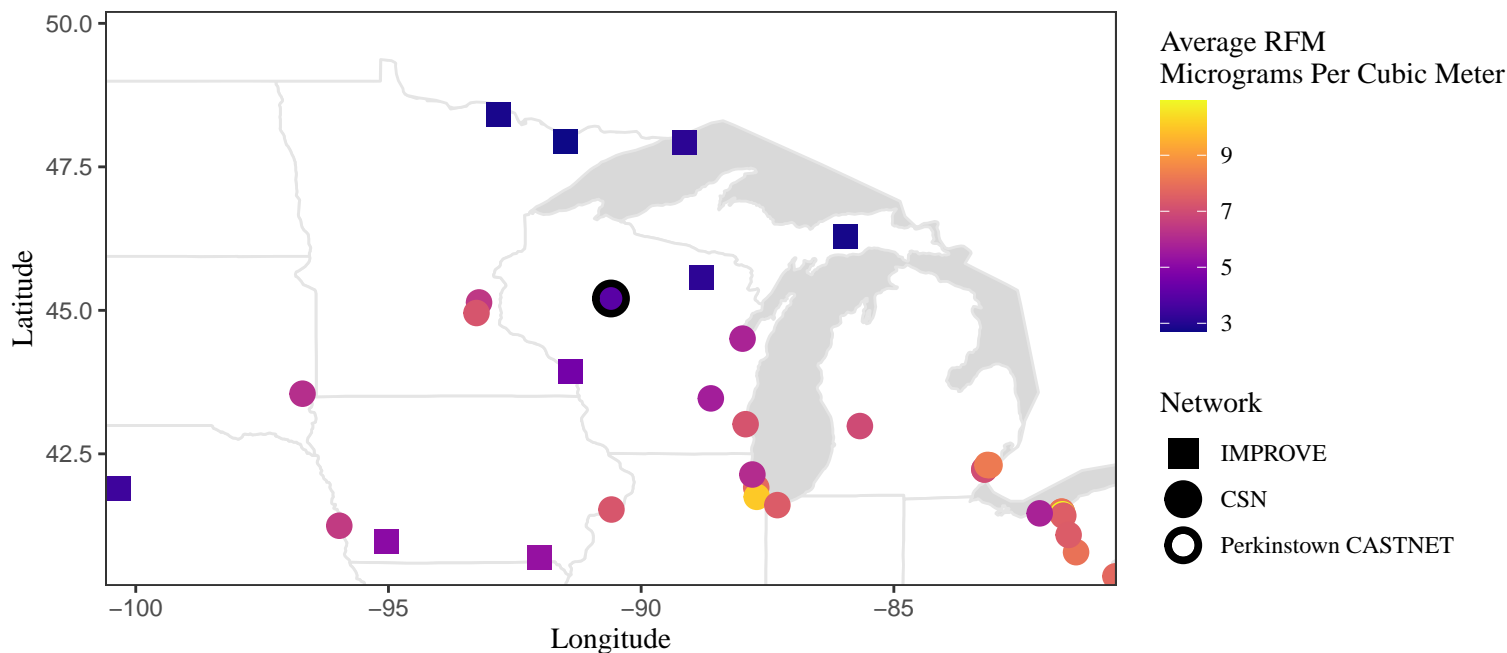 50.0
47.5
45.0
42.5
Latitude
−100
−95
−90
−85
Longitude
Average RFM
Micrograms Per Cubic Meter
9
7
5
3
Network
IMPROVE
CSN
Perkinstown CASTNET